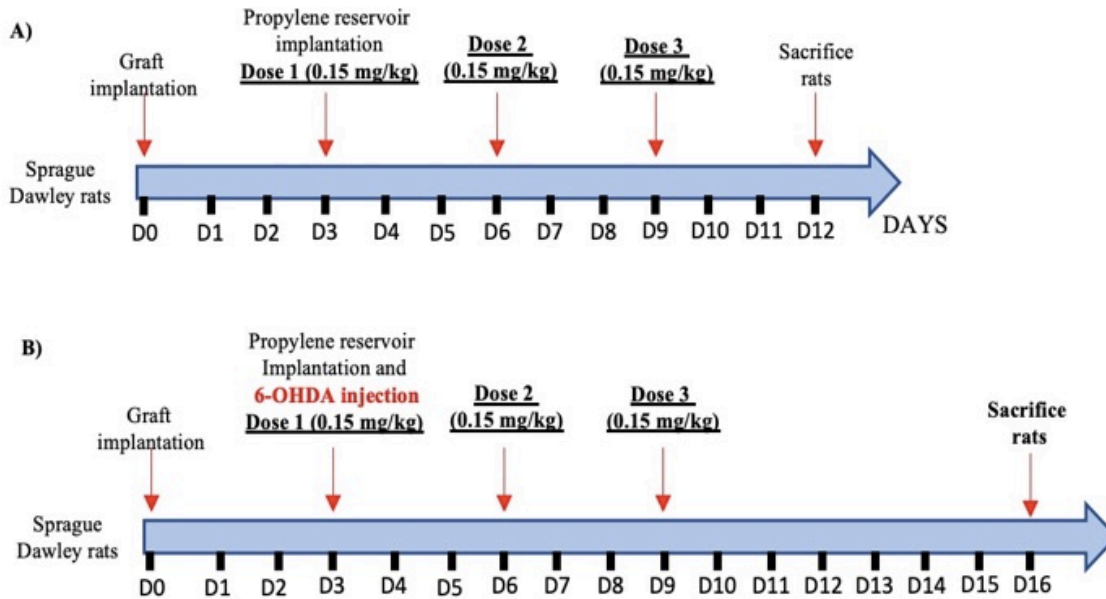 A)
Graft
implantation
Propylene reservoir
implantation
Dose 1 (0.15 mg/kg)
Dose 2
(0.15 mg/kg)
Dose 3
(0.15 mg/kg)
Sacrifice
rats
Sprague
Dawley rats
D0 D1 D2 D3 D4 D5 D6 D7 D8 D9 D10 D11 D12
DAYS
B)
Graft
implantation
Propylene reservoir
Implantation and
6-OHDA injection
Dose 1 (0.15 mg/kg)
Dose 2
(0.15 mg/kg)
Dose 3
(0.15 mg/kg)
Sacrifice
rats
Sprague
Dawley rats
D0 D1 D2 D3 D4 D5 D6 D7 D8 D9 D10 D11 D12 D13 D14 D15 D16